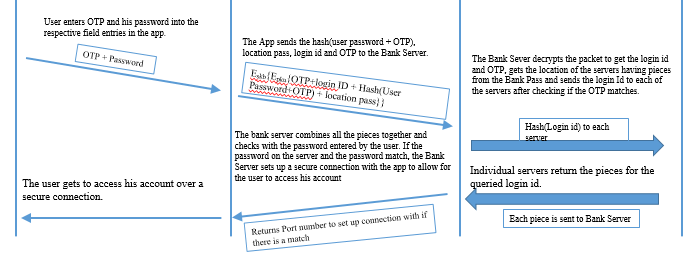 User enters OTP and his password into the
respective field entries in the app.
OTP + Password
The user gets to access his account over a
secure connection.
The App sends the hash(user password + OTP),
location pass, login id and OTP to the Bank Server.
Eskb{Epku{OTP+login ID + Hash(User
Password+OTP) + location pass}}
The bank server combines all the pieces together and
checks with the password entered by the user. If the
password on the server and the password match, the Bank
Server sets up a secure connection with the app to allow for
the user to access his account
Returns Port number to set up connection with if
there is a match
The Bank Sever decrypts the packet to get the login id
and OTP, gets the location of the servers having pieces
from the Bank Pass and sends the login Id to each of
the servers after checking if the OTP matches.
Hash(Login id) to each
server
Individual servers return the pieces for the
queried login id.
Each piece is sent to Bank Server